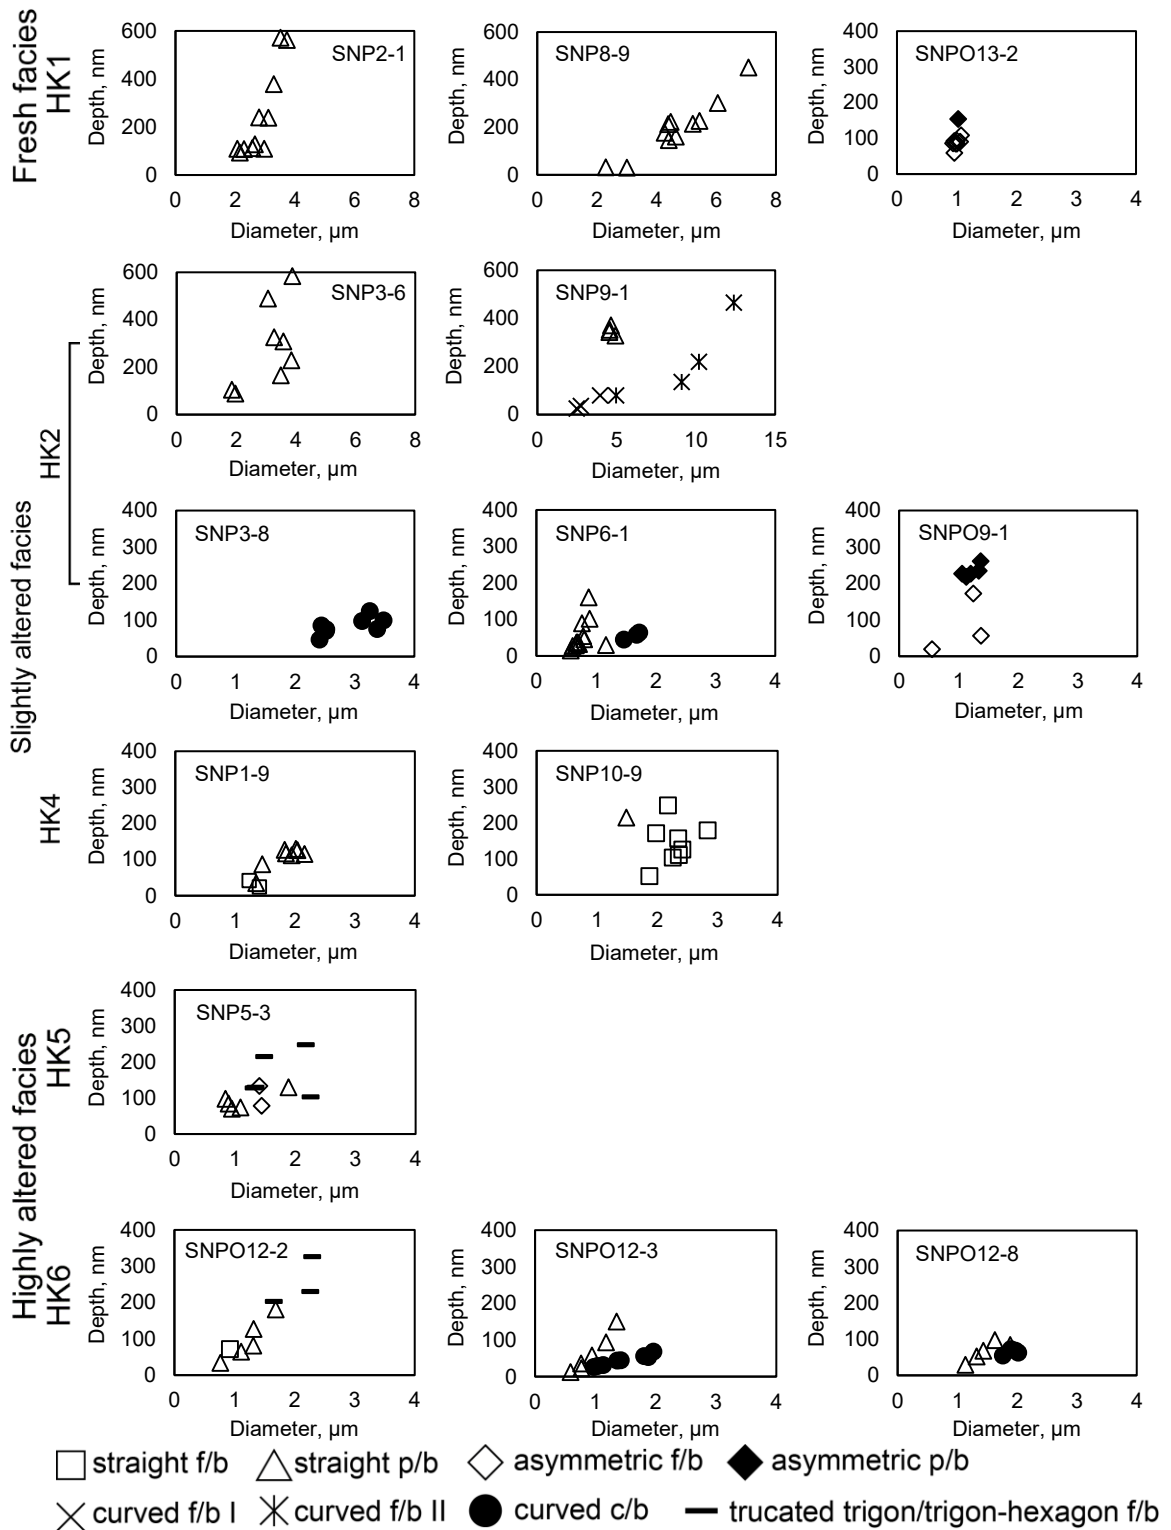 Fresh facies
HK1
Depth, nm
600
400
200
0
SNP2-1
0 2 4 6 8
Diameter, µm
Depth, nm
600
400
200
0
SNP8-9
0 2 4 6 8
Diameter, µm
Depth, nm
400
300
200
100
0
SNPO13-2
0 1 2 3 4
Diameter, µm
Slightly altered facies
HK2
Depth, nm
600
400
200
0
SNP3-6
0 2 4 6 8
Diameter, µm
Depth, nm
600
400
200
0
SNP9-1
0 5 10 15
Diameter, µm
Depth, nm
400
300
200
100
0
SNP3-8
0 1 2 3 4
Diameter, µm
Depth, nm
400
300
200
100
0
SNP6-1
0 1 2 3 4
Diameter, µm
Depth, nm
400
300
200
100
0
SNPO9-1
0 1 2 3 4
Diameter, µm
HK4
Depth, nm
400
300
200
100
0
SNP1-9
0 1 2 3 4
Diameter, µm
Depth, nm
400
300
200
100
0
SNP10-9
0 1 2 3 4
Diameter, µm
Highly altered facies
HK5
Depth, nm
400
300
200
100
0
SNP5-3
0 1 2 3 4
Diameter, µm
HK6
Depth, nm
400
300
200
100
0
SNPO12-2
0 1 2 3 4
Diameter, µm
Depth, nm
400
300
200
100
0
SNPO12-3
0 1 2 3 4
Diameter, µm
Depth, nm
400
300
200
100
0
SNPO12-8
0 1 2 3 4
Diameter, µm
straight f/b straight p/b asymmetric f/b asymmetric p/b
curved f/b I curved f/b II curved c/b trucated trigon/trigon-hexagon f/b